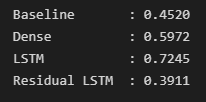 Baseline : 0.4520
Dense : 0.5972
LSTM : 0.7245
Residual LSTM : 0.3911